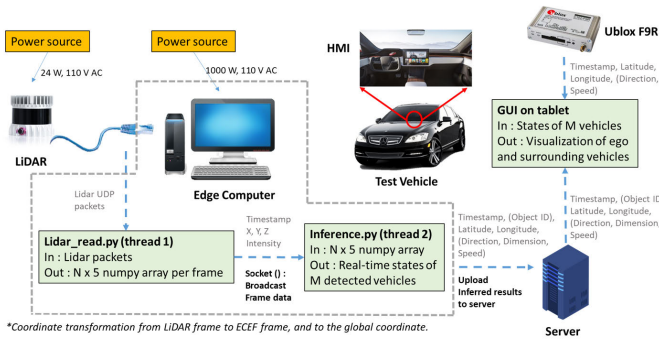 Power source
24 W, 110 V AC
LiDAR
Power source
1000 W, 110 V AC
Edge Computer
HMI
Test Vehicle
ublox
Ublox F9R
Timestamp, Latitude,
Longitude, (Direction,
Speed)
GUI on tablet
In : States of M vehicles
Out : Visualization of ego
and surrounding vehicles
Lidar UDP
packets
Lidar_read.py (thread 1)
In : Lidar packets
Out : N x 5 numpy array per frame
Timestamp
X, Y, Z
Intensity
Socket () :
Broadcast
Frame data
Inference.py (thread 2)
In : N x 5 numpy array
Out : Real-time states of
M detected vehicles
Timestamp, (Object ID),
Latitude, Longitude,
(Direction, Dimension,
Speed)
Upload
Inferred results
to server
Timestamp, (Object ID),
Latitude, Longitude,
(Direction, Dimension,
Speed)
Server
*Coordinate transformation from LiDAR frame to ECEF frame, and to the global coordinate.